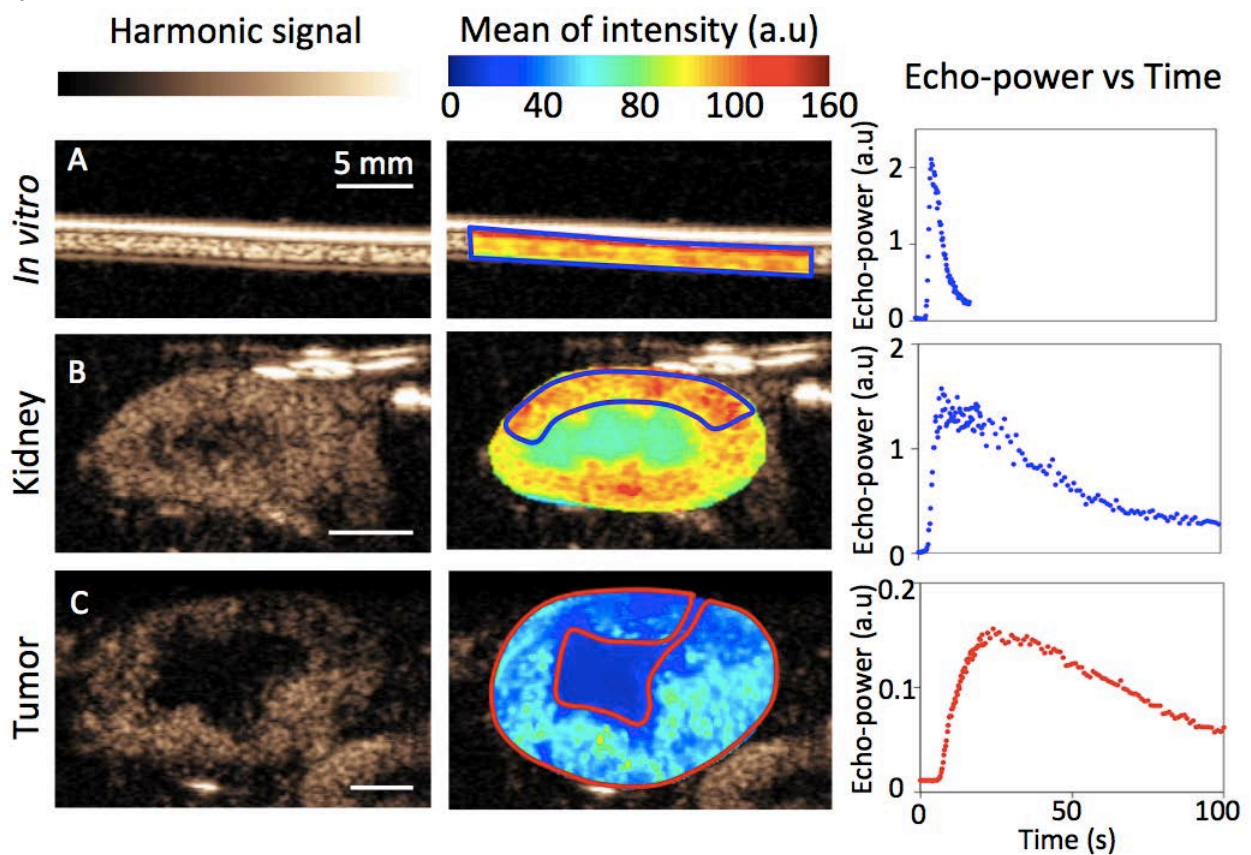 Harmonic signal
Mean of intensity (a.u)
0 40 80 100 160
Echo-power vs Time
In vitro
A
5 mm
Echo-power (a.u)
2
1
0
Kidney
B
Echo-power (a.u)
2
1
0
Tumor
C
Echo-power (a.u)
0.2
0.1
0
0 50 100
Time (s)